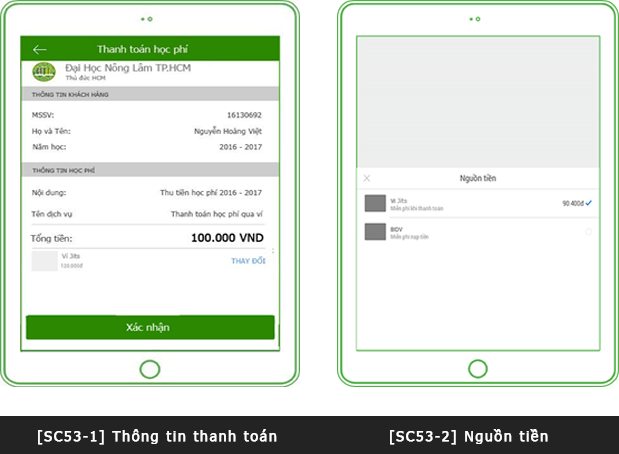 Thanh toán học phí
Đại Học Nông Lâm TP.HCM
Thủ đức HCM
THÔNG TIN KHÁCH HÀNG
MSSV: 16130692
Họ và Tên: Nguyễn Hoàng Việt
Năm học: 2016 - 2017
THÔNG TIN HỌC PHÍ
Nội dung: Thu tiền học phí 2016 - 2017
Tên dịch vụ Thanh toán học phí qua ví
Tổng tiền: 100.000 VND
Ví Jits THAY ĐỔI
120.000đ
Xác nhận
Nguồn tiền
Ví Jits 90.400đ
Miễn phí khi thanh toán
BIDV
Miễn phí nạp tiền
[SC53-1] Thông tin thanh toán
[SC53-2] Nguồn tiền